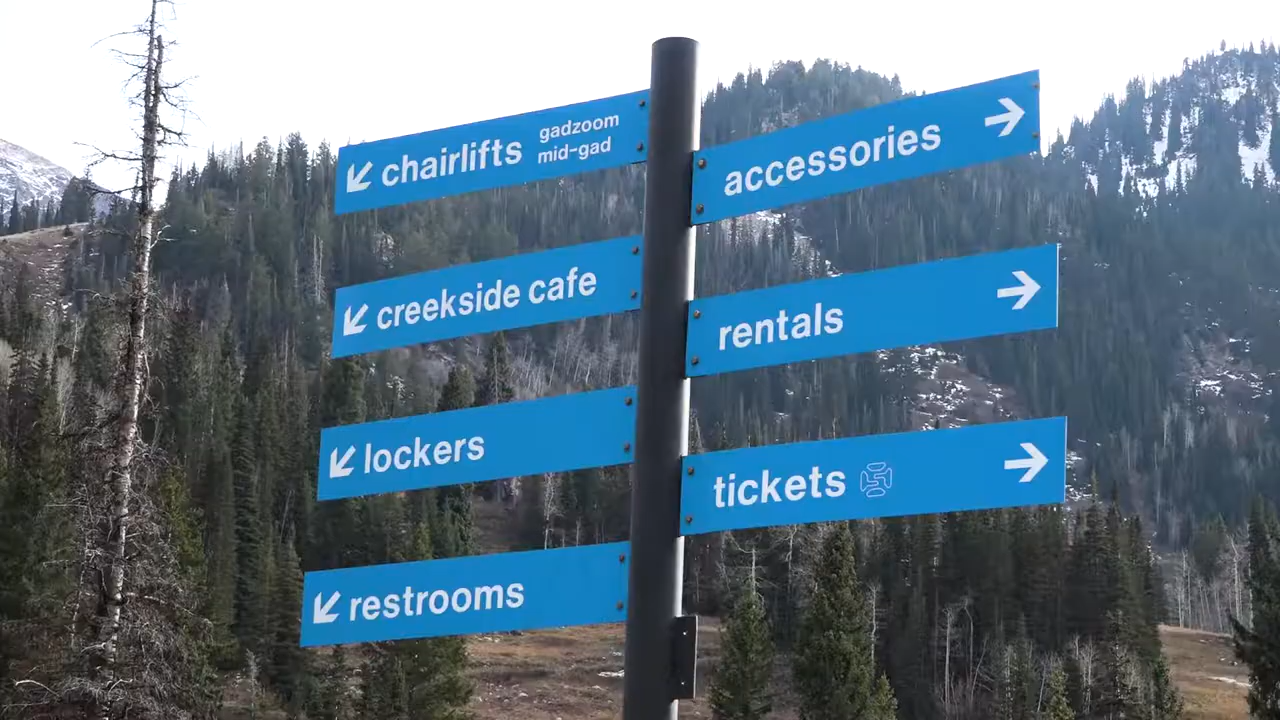 chairlifts
gadzoom
mid-gad
creekside cafe
lockers
restrooms
accessories
rentals
tickets